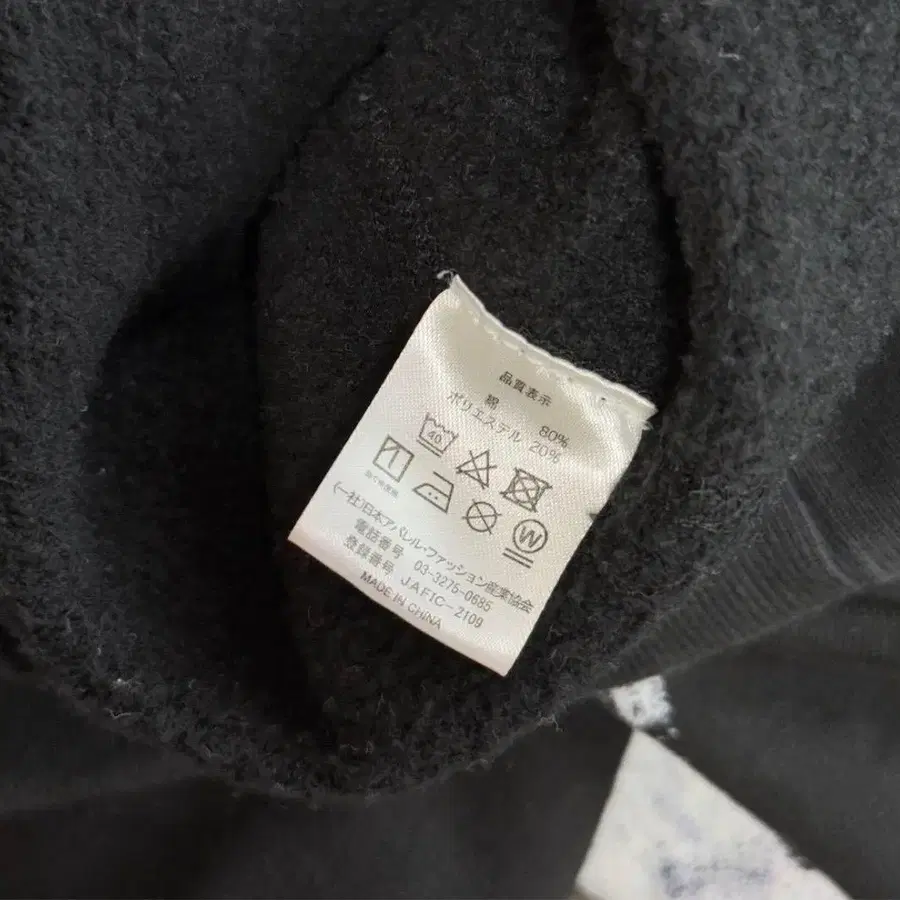 品質表示
綿 80%
ポリエステル 20%
40
W
(一社)日本アパレル・ファッション産業協会
電話番号 03-3275-0685
登録番号 JAFIC-2109
MADE IN CHINA